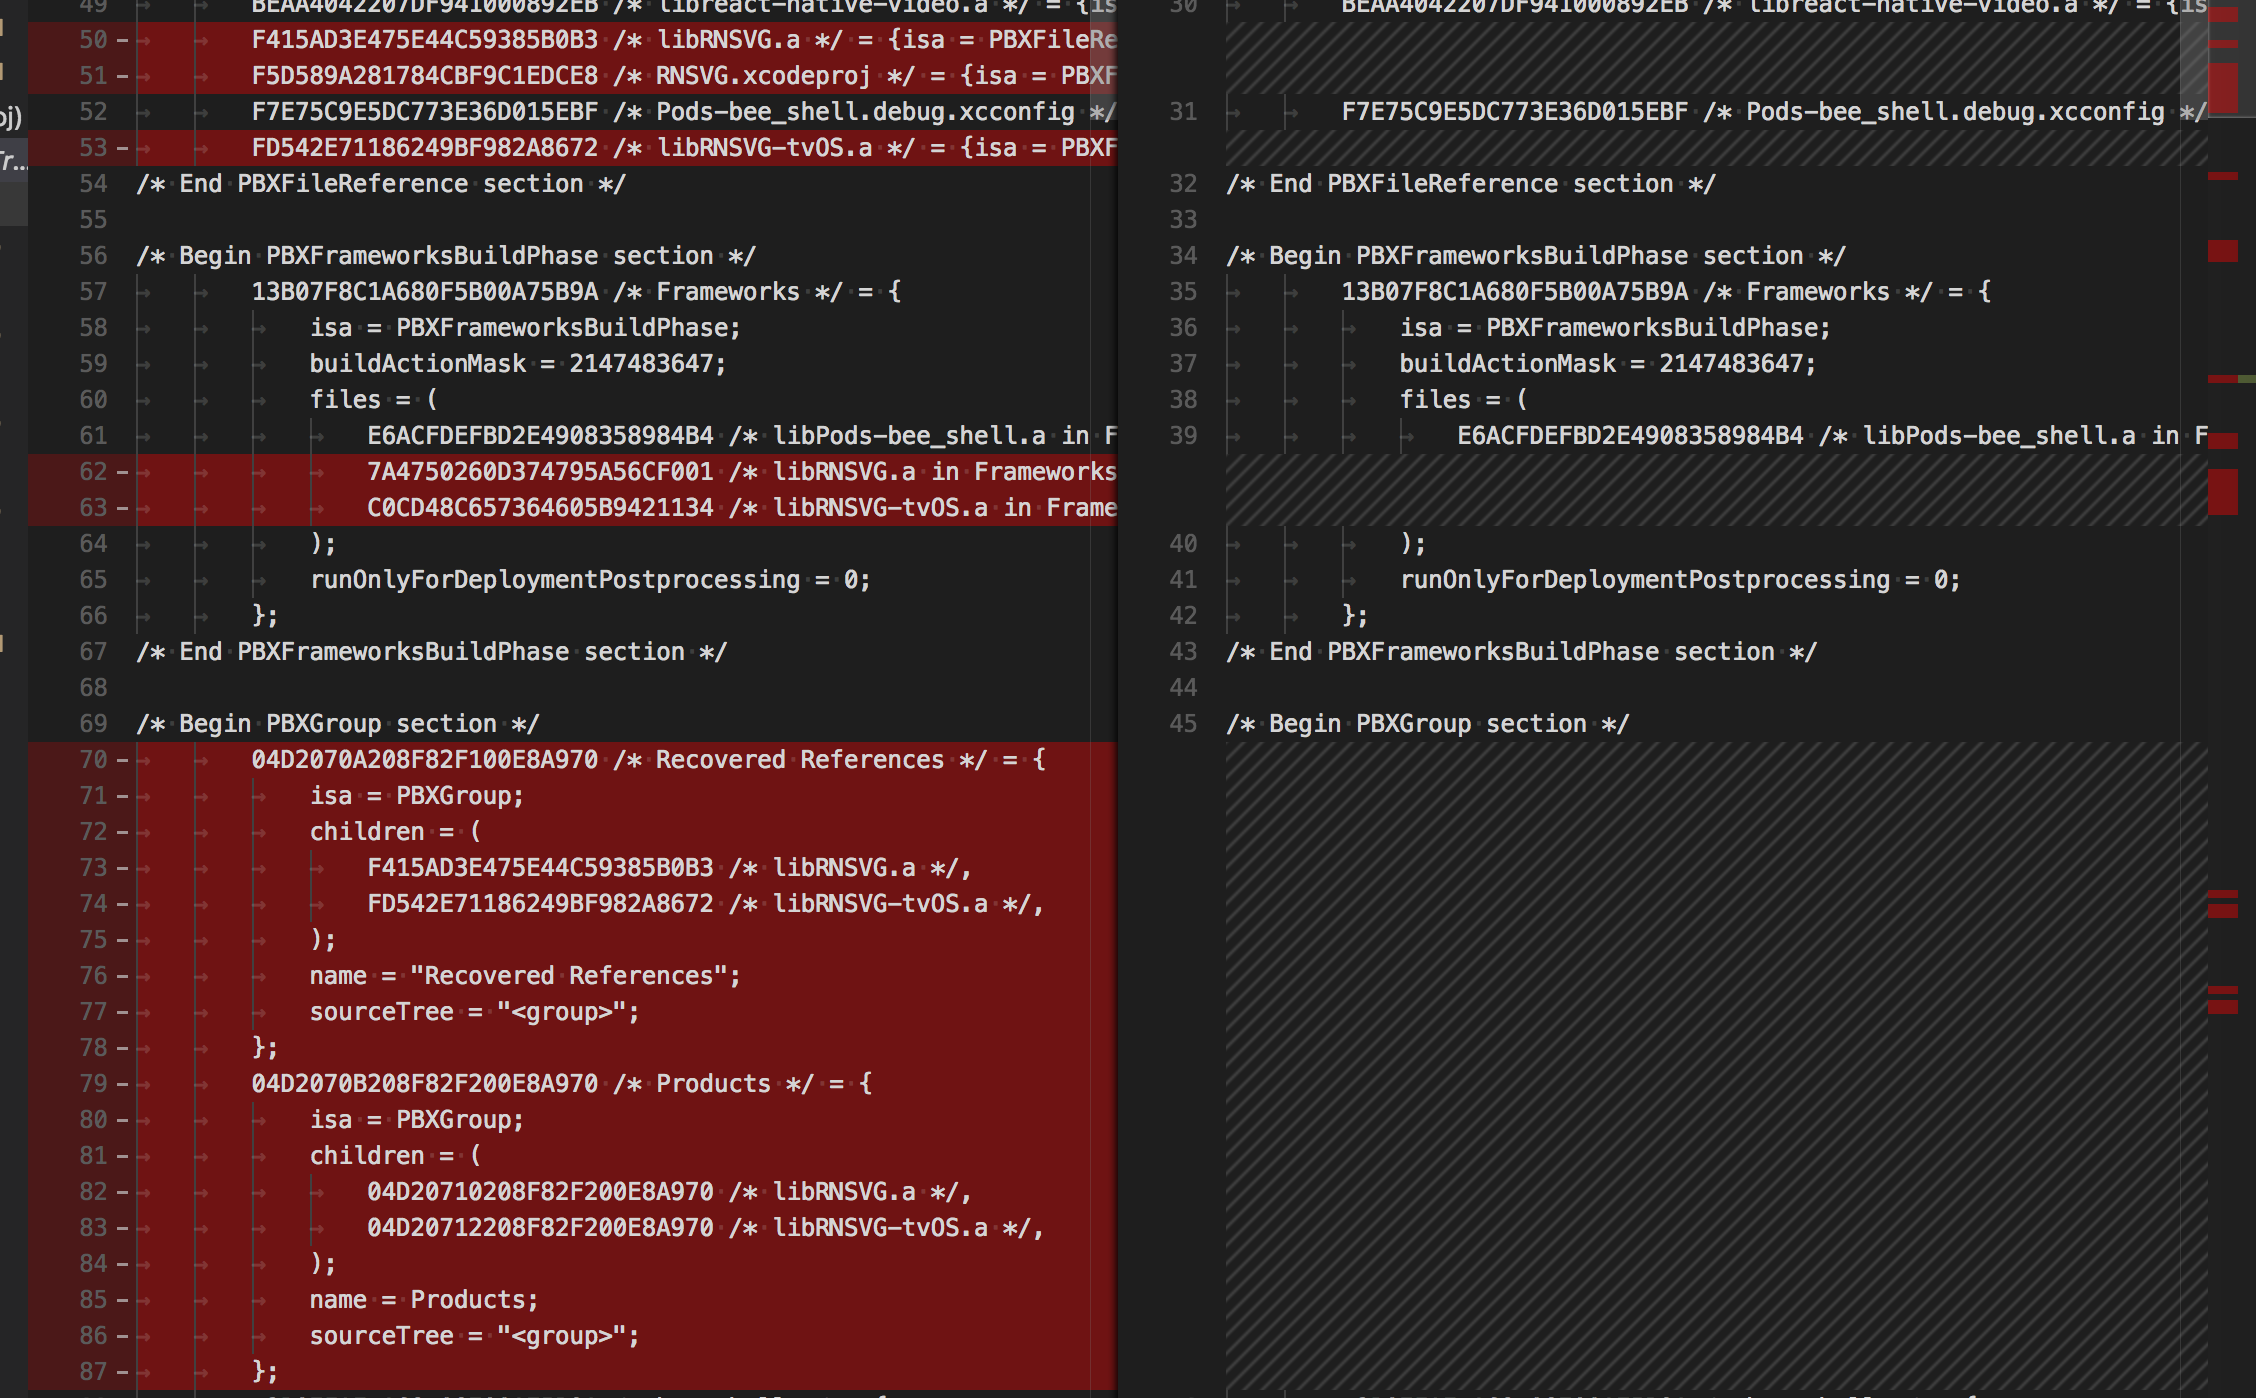 49 BEAA4042207DF941000892EB /* libreact-native-video.a */ = {is
50 - F415AD3E475E44C59385B0B3 /* libRNSVG.a */ = {isa = PBXFileRe
51 - F5D589A281784CBF9C1EDCE8 /* RNSVG.xcodeproj */ = {isa = PBXF
52 F7E75C9E5DC773E36D015EBF /* Pods-bee_shell.debug.xcconfig */
53 - FD542E71186249BF982A8672 /* libRNSVG-tvOS.a */ = {isa = PBXF
54 /* End PBXFileReference section */
55
56 /* Begin PBXFrameworksBuildPhase section */
57 13B07F8C1A680F5B00A75B9A /* Frameworks */ = {
58 isa = PBXFrameworksBuildPhase;
59 buildActionMask = 2147483647;
60 files = (
61 E6ACFDEFBD2E4908358984B4 /* libPods-bee_shell.a in F
62 - 7A4750260D374795A56CF001 /* libRNSVG.a in Frameworks
63 - C0CD48C657364605B9421134 /* libRNSVG-tvOS.a in Frame
64 );
65 runOnlyForDeploymentPostprocessing = 0;
66 };
67 /* End PBXFrameworksBuildPhase section */
68
69 /* Begin PBXGroup section */
70 - 04D2070A208F82F100E8A970 /* Recovered References */ = {
71 - isa = PBXGroup;
72 - children = (
73 - F415AD3E475E44C59385B0B3 /* libRNSVG.a */,
74 - FD542E71186249BF982A8672 /* libRNSVG-tvOS.a */,
75 - );
76 - name = "Recovered References";
77 - sourceTree = "<group>";
78 - };
79 - 04D2070B208F82F200E8A970 /* Products */ = {
80 - isa = PBXGroup;
81 - children = (
82 - 04D20710208F82F200E8A970 /* libRNSVG.a */,
83 - 04D20712208F82F200E8A970 /* libRNSVG-tvOS.a */,
84 - );
85 - name = Products;
86 - sourceTree = "<group>";
87 - };
30 BEAA4042207DF941000892EB /* libreact-native-video.a */ = {is
31 F7E75C9E5DC773E36D015EBF /* Pods-bee_shell.debug.xcconfig */
32 /* End PBXFileReference section */
33
34 /* Begin PBXFrameworksBuildPhase section */
35 13B07F8C1A680F5B00A75B9A /* Frameworks */ = {
36 isa = PBXFrameworksBuildPhase;
37 buildActionMask = 2147483647;
38 files = (
39 E6ACFDEFBD2E4908358984B4 /* libPods-bee_shell.a in F
40 );
41 runOnlyForDeploymentPostprocessing = 0;
42 };
43 /* End PBXFrameworksBuildPhase section */
44
45 /* Begin PBXGroup section */